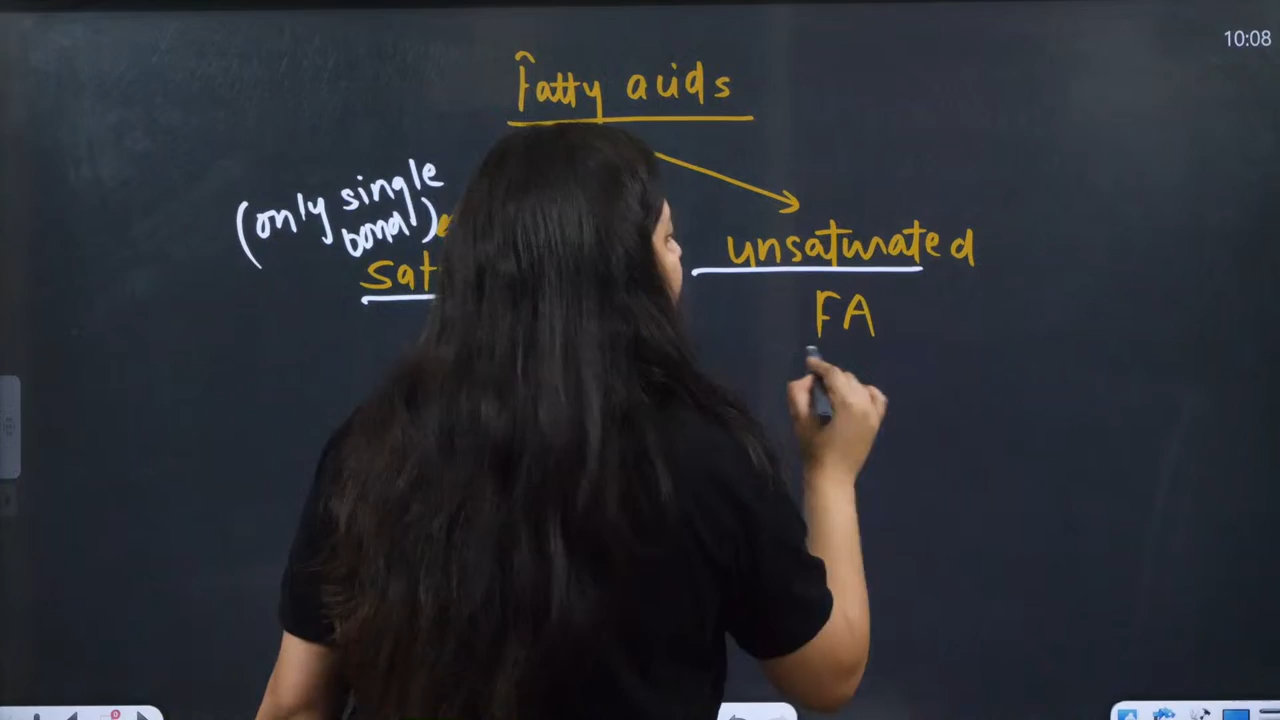 10:08
Fatty acids
(only single
bond)
sat
unsaturated
FA